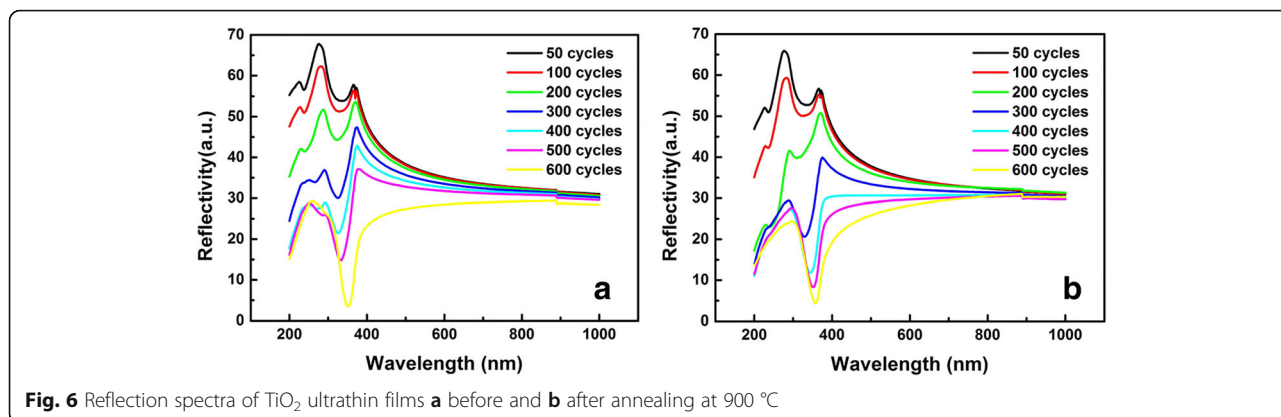 70
60
50
40
30
20
10
0
Reflectivity(a.u.)
200 400 600 800 1000
Wavelength (nm)
50 cycles
100 cycles
200 cycles
300 cycles
400 cycles
500 cycles
600 cycles
a
70
60
50
40
30
20
10
0
Reflectivity(a.u.)
200 400 600 800 1000
Wavelength (nm)
50 cycles
100 cycles
200 cycles
300 cycles
400 cycles
500 cycles
600 cycles
b
Fig. 6 Reflection spectra of TiO₂ ultrathin films a before and b after annealing at 900 °C